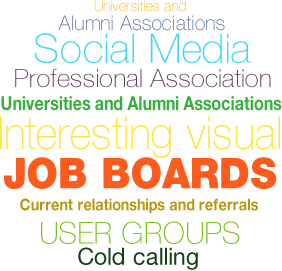 Universities and
Alumni Associations
Social Media
Professional Association
Universities and Alumni Associations
Interesting visual
JOB BOARDS
Current relationships and referrals
USER GROUPS
Cold calling